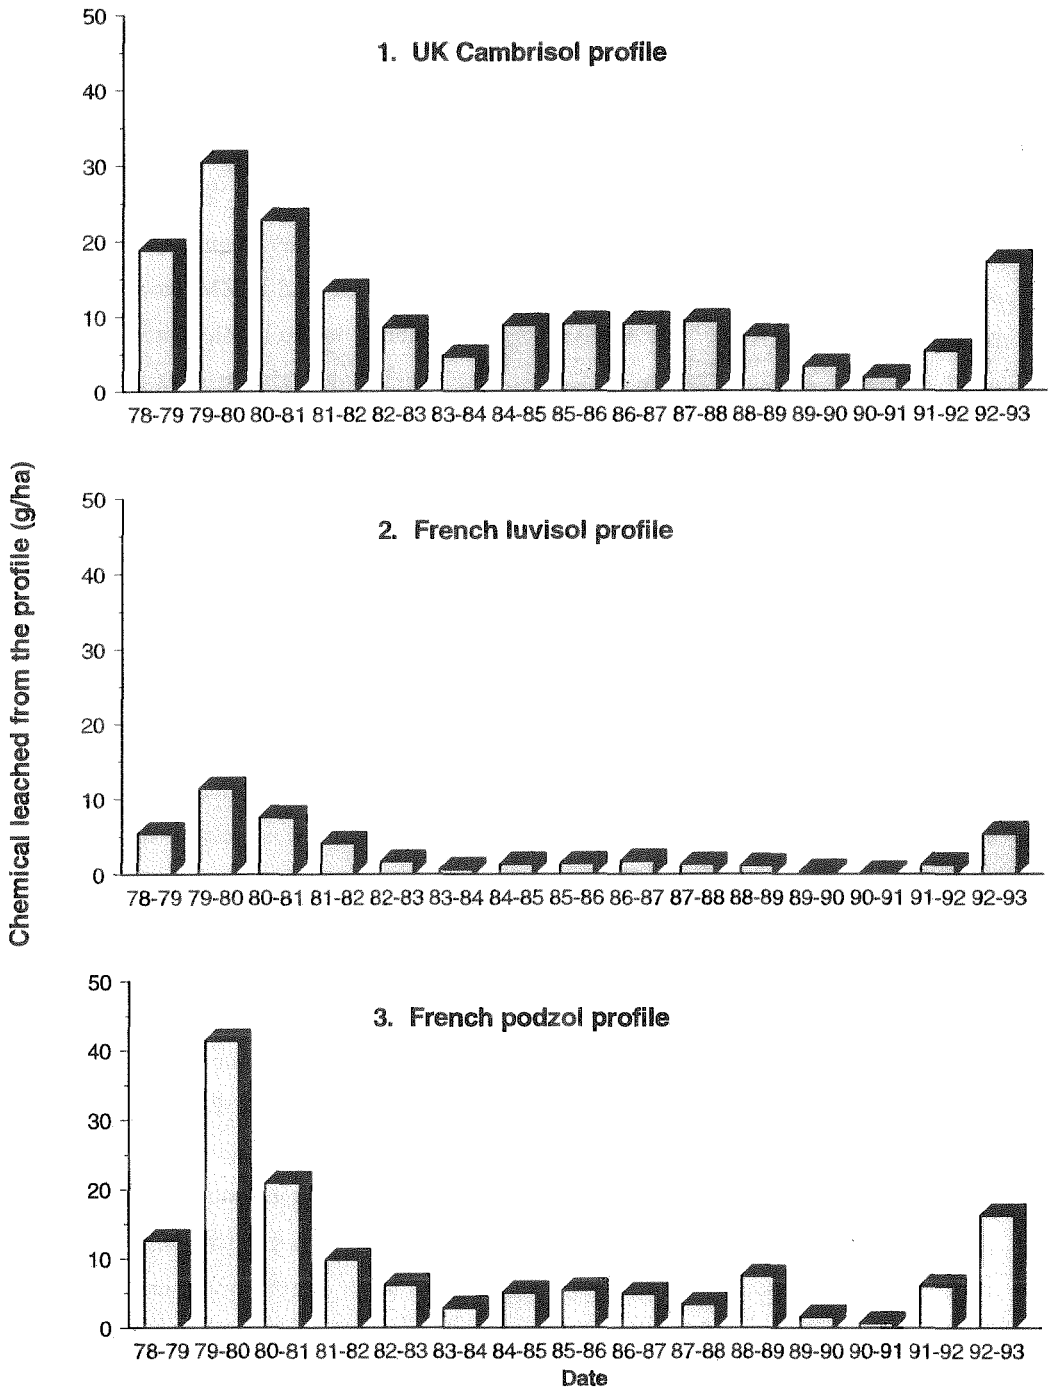 50
1. UK Cambrisol profile
40
30
20
10
0
78-79 79-80 80-81 81-82 82-83 83-84 84-85 85-86 86-87 87-88 88-89 89-90 90-91 91-92 92-93
Chemical leached from the profile (g/ha)
50
2. French luvisol profile
40
30
20
10
0
78-79 79-80 80-81 81-82 82-83 83-84 84-85 85-86 86-87 87-88 88-89 89-90 90-91 91-92 92-93
50
3. French podzol profile
40
30
20
10
0
78-79 79-80 80-81 81-82 82-83 83-84 84-85 85-86 86-87 87-88 88-89 89-90 90-91 91-92 92-93
Date